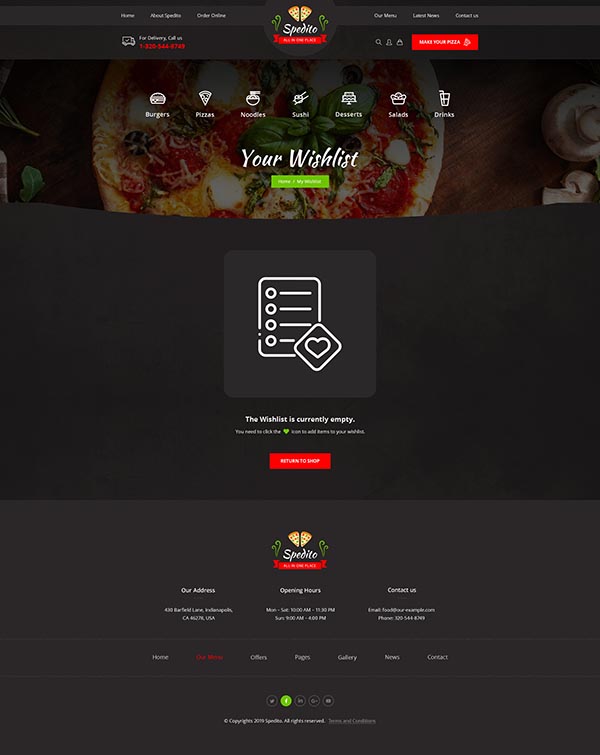 Home About Spedito Order Online
Spedito
ALL IN ONE PLACE
Our Menu Latest News Contact us
For Delivery, Call us
1-320-544-8749
MAKE YOUR PIZZA
Burgers Pizzas Noodles Sushi Desserts Salads Drinks
Your Wishlist
Home / My Wishlist
The Wishlist is currently empty.
You need to click the icon to add items to your wishlist.
RETURN TO SHOP
Spedito
ALL IN ONE PLACE
Our Address
430 Barfield Lane, Indianapolis,
CA 46278, USA
Opening Hours
Mon - Sat: 10:00 AM - 11:30 PM
Sun: 9:00 AM - 4:00 PM
Contact us
Email: food@our-example.com
Phone: 320-544-8749
Home Our Menu Offers Pages Gallery News Contact
© Copyrights 2019 Spedito. All rights reserved. Terms and Conditions